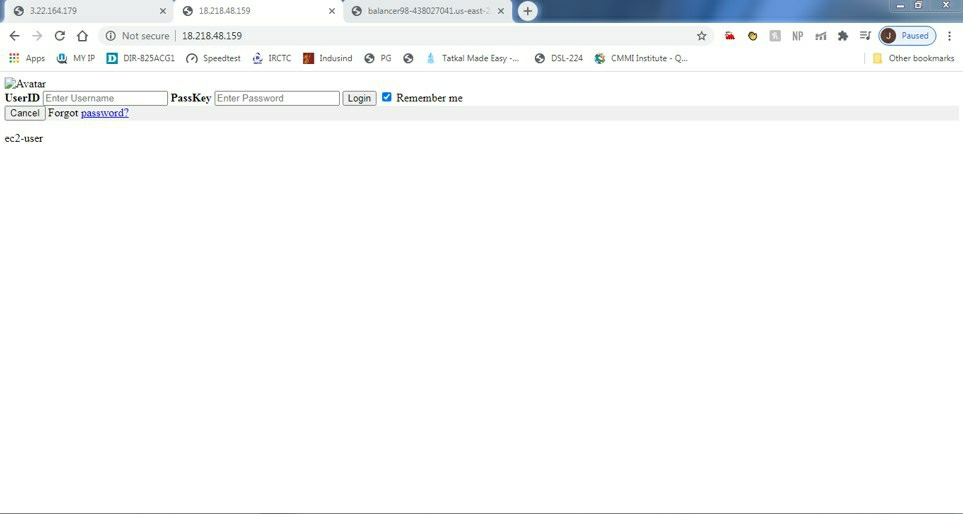 3.22.164.179
18.218.48.159
balancer98-438027041.us-east-2
Not secure
18.218.48.159
NP
J Paused
Apps MY IP DIR-825ACG1 Speedtest IRCTC Indusind PG Tatkal Made Easy -... DSL-224 CMMI Institute - Q... Other bookmarks
Avatar
UserID Enter Username PassKey Enter Password Login Remember me
Cancel Forgot password?
ec2-user